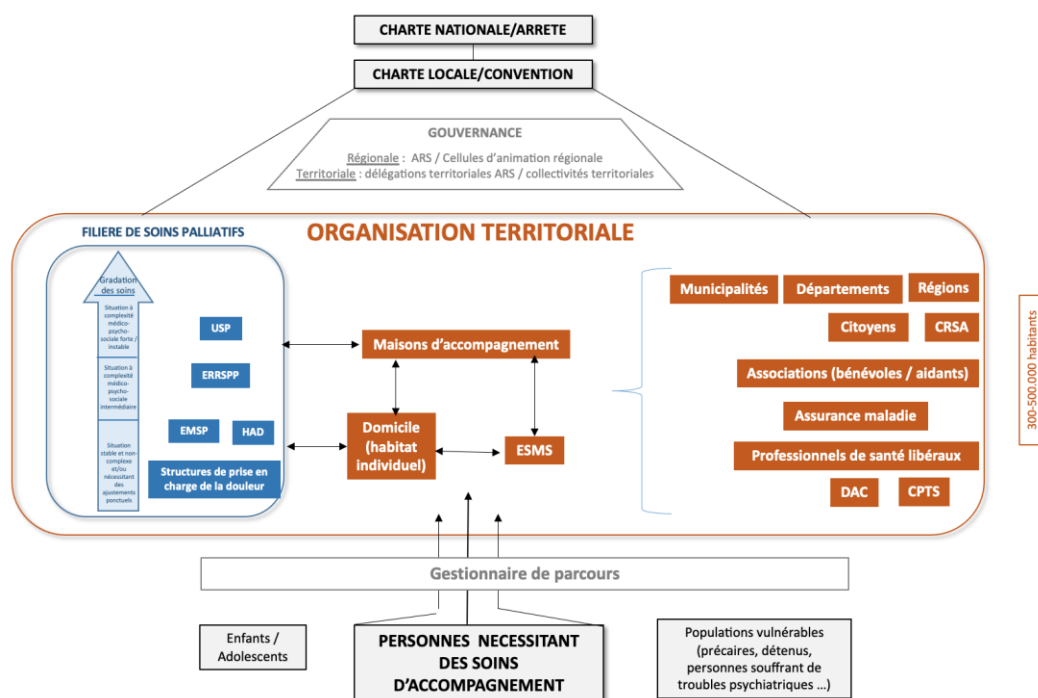 CHARTE NATIONALE/ARRETE
CHARTE LOCALE/CONVENTION
GOUVERNANCE
Régionale : ARS / Cellules d'animation régionale
Territoriale : délégations territoriales ARS / collectivités territoriales
FILIERE DE SOINS PALLIATIFS
ORGANISATION TERRITORIALE
Gradation
des soins
Situation à
complexité
médico-
psycho-
sociale forte /
instable
Situation à
complexité
médico-
psycho-
sociale
intermédiaire
Situation
stable et non-
complexe
et/ou
nécessitant
des
ajustements
ponctuels
USP
ERRSPP
EMSP
HAD
Structures de prise en
charge de la douleur
Maisons d'accompagnement
Domicile
(habitat
individuel)
ESMS
Municipalités
Départements
Régions
Citoyens
CRSA
Associations (bénévoles / aidants)
Assurance maladie
Professionnels de santé libéraux
DAC
CPTS
300-500.000 habitants
Gestionnaire de parcours
Enfants /
Adolescents
PERSONNES NECESSITANT
DES SOINS
D'ACCOMPAGNEMENT
Populations vulnérables
(précaires, détenus,
personnes souffrant de
troubles psychiatriques ...)